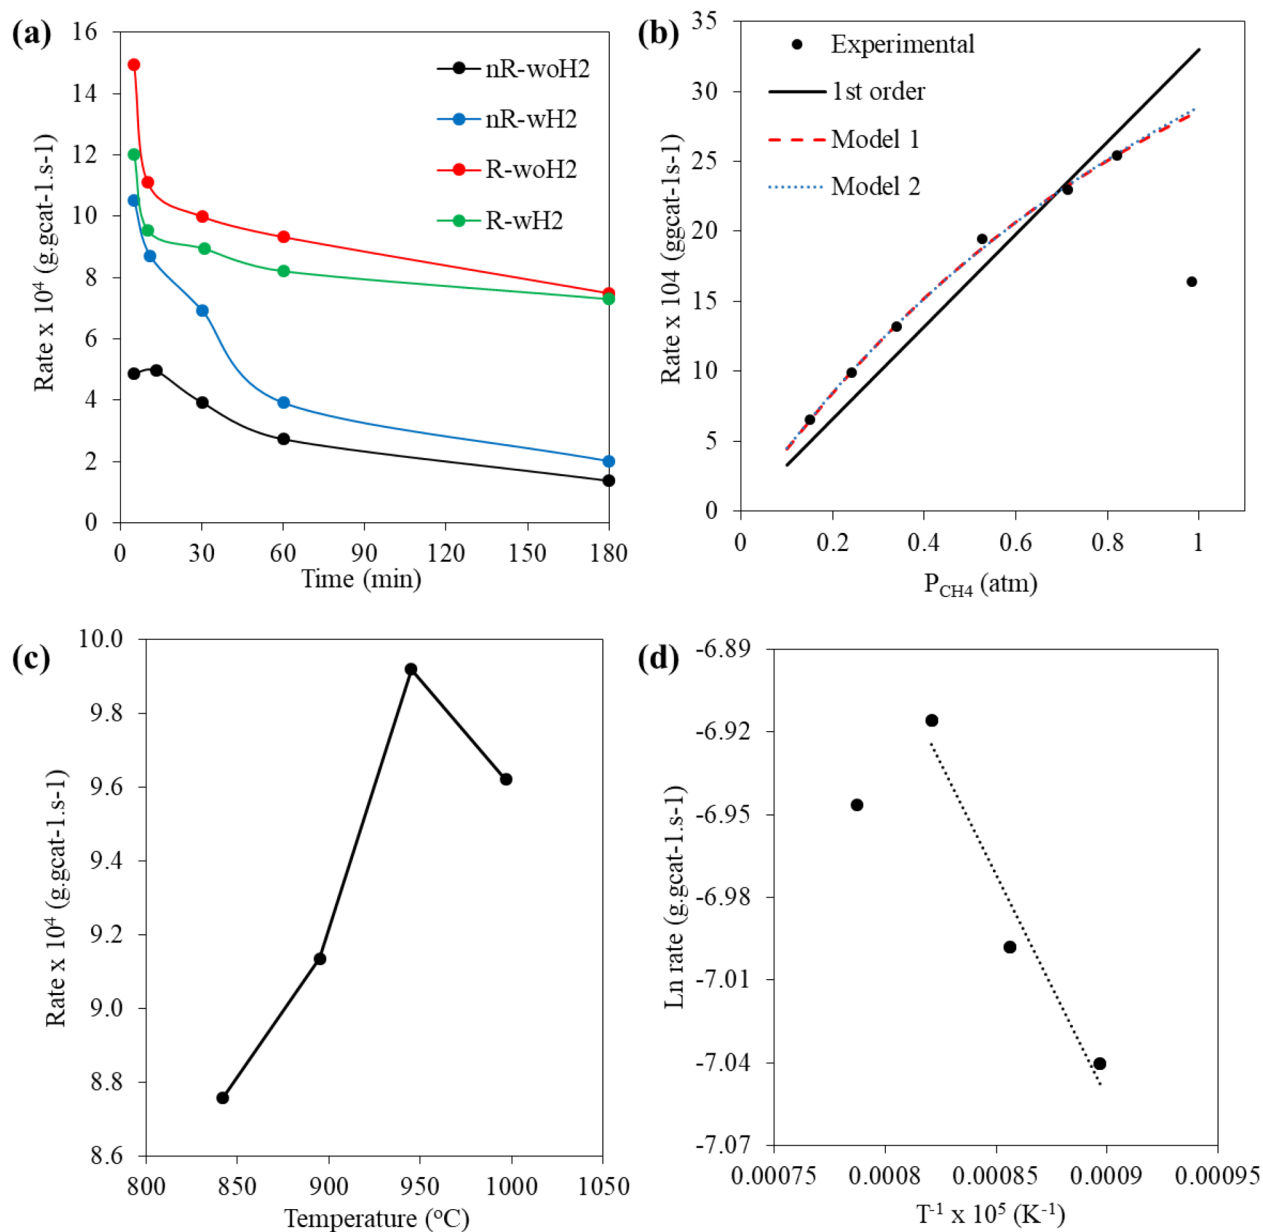 (a)
16
14
12
10
8
6
4
2
0
Rate x 10⁴ (g.gcat-1.s-1)
nR-woH2
nR-wH2
R-woH2
R-wH2
0 30 60 90 120 150 180
Time (min)
(b)
35
30
25
20
15
10
5
0
Rate x 104 (ggcat-1s-1)
Experimental
1st order
Model 1
Model 2
0 0.2 0.4 0.6 0.8 1
P_CH4 (atm)
(c)
10.0
9.8
9.6
9.4
9.2
9.0
8.8
8.6
Rate x 10⁴ (g.gcat-1.s-1)
800 850 900 950 1000 1050
Temperature (°C)
(d)
-6.89
-6.92
-6.95
-6.98
-7.01
-7.04
-7.07
Ln rate (g.gcat-1.s-1)
0.00075 0.0008 0.00085 0.0009 0.00095
T⁻¹ x 10⁵ (K⁻¹)